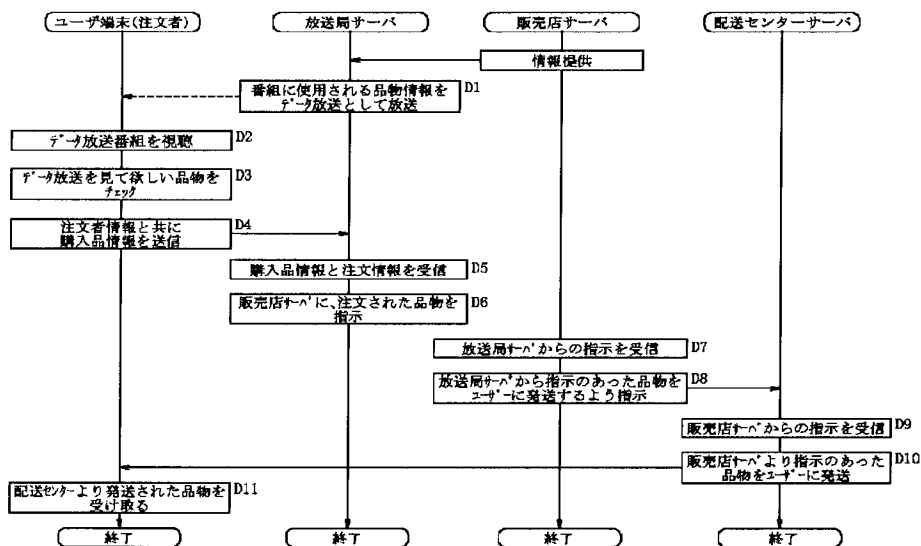 ユーザ端末(注文者)
放送局サーバ
販売店サーバ
配送センターサーバ
情報提供
番組に使用される品物情報を
データ放送として放送
D1
データ放送番組を視聴
D2
データ放送を見て欲しい品物を
チェック
D3
注文者情報と共に
購入品情報を送信
D4
購入品情報と注文情報を受信
D5
販売店サーバに、注文された品物を
指示
D6
放送局サーバからの指示を受信
D7
放送局サーバから指示のあった品物を
ユーザーに発送するよう指示
D8
販売店サーバからの指示を受信
D9
販売店サーバより指示のあった
品物をユーザーに発送
D10
配送センターより発送された品物を
受け取る
D11
終了
終了
終了
終了